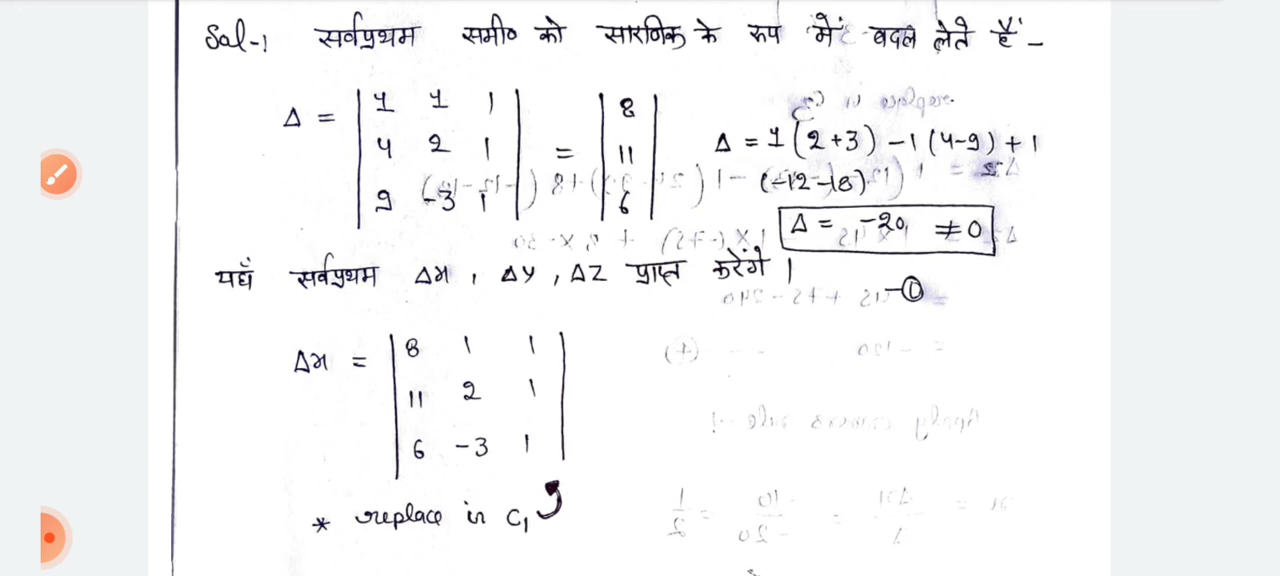 Sol-1 सर्वप्रथम समी० को सारणिक के रूप में बदल लेते हैं -
Δ = | 1 1 1 | = | 8 | Δ = 1 (2+3) -1 (4-9) + 1
| 4 2 1 | | 11 | (-12-18)
| 9 -3 1 | | 6 | Δ = -20 ≠ 0
यहाँ सर्वप्रथम Δx , Δy , Δz प्राप्त करेंगे । -①
Δx = | 8 1 1 |
| 11 2 1 |
| 6 -3 1 |
* replace in C₁